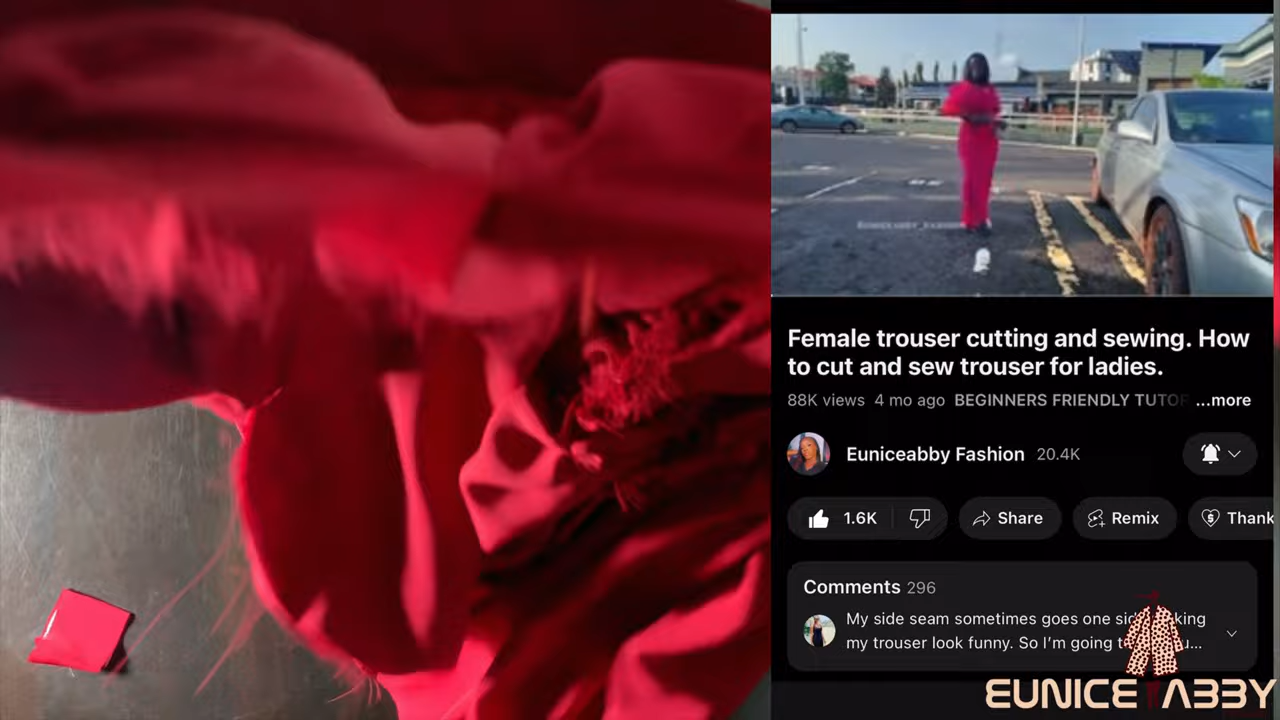 Female trouser cutting and sewing. How
to cut and sew trouser for ladies.
88K views 4 mo ago BEGINNERS FRIENDLY TUTOR ...more
Euniceabby Fashion 20.4K
1.6K Share Remix Thank
Comments 296
My side seam sometimes goes one
my trouser look funny. So I'm going
EUNICE ABBY